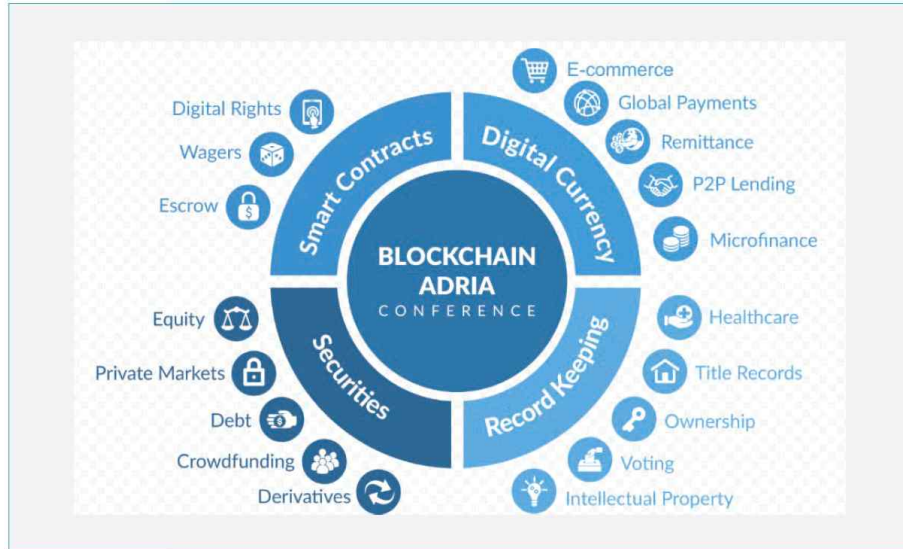 Smart Contracts
Digital Rights
Wagers
Escrow
Digital Currency
E-commerce
Global Payments
Remittance
P2P Lending
Microfinance
BLOCKCHAIN
ADRIA
CONFERENCE
Securities
Equity
Private Markets
Debt
Crowdfunding
Derivatives
Record Keeping
Healthcare
Title Records
Ownership
Voting
Intellectual Property